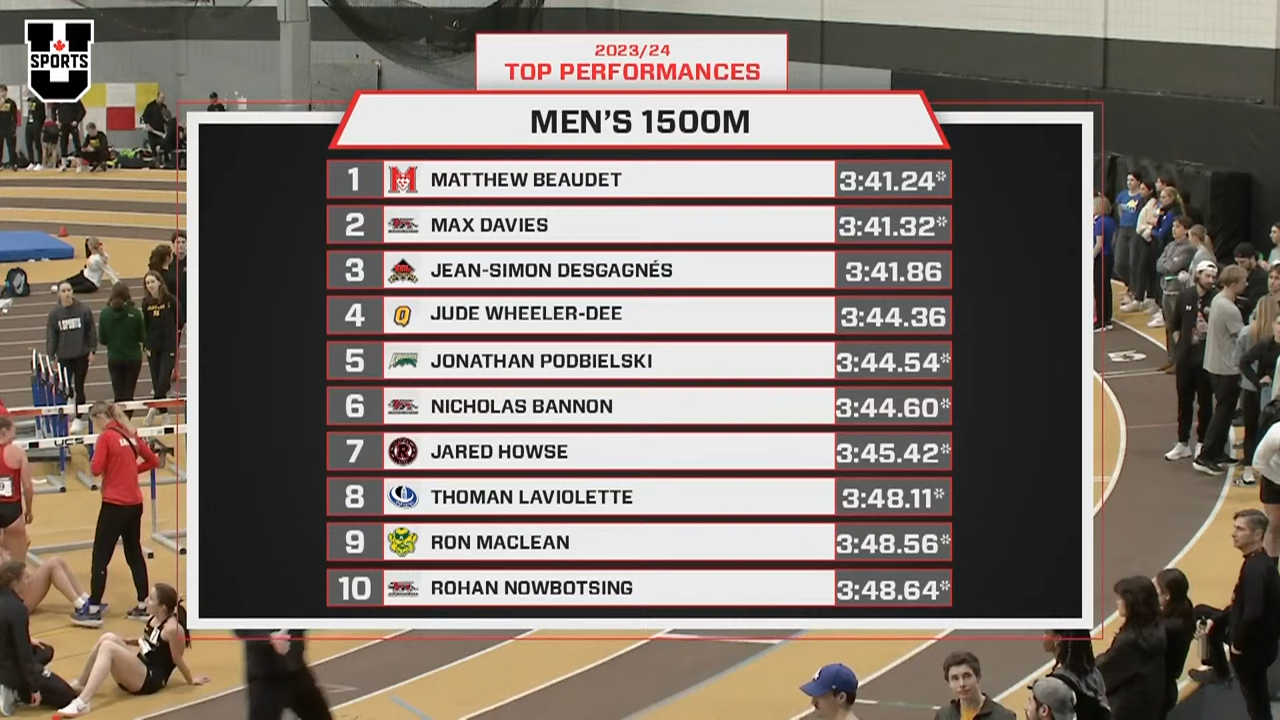 U
SPORTS
2023/24
TOP PERFORMANCES
MEN'S 1500M
1 MATTHEW BEAUDET 3:41.24*
2 MAX DAVIES 3:41.32*
3 JEAN-SIMON DESGAGNÉS 3:41.86
4 Q JUDE WHEELER-DEE 3:44.36
5 JONATHAN PODBIELSKI 3:44.54*
6 NICHOLAS BANNON 3:44.60*
7 R JARED HOWSE 3:45.42*
8 THOMAN LAVIOLETTE 3:48.11*
9 RON MACLEAN 3:48.56*
10 ROHAN NOWBOTSING 3:48.64*